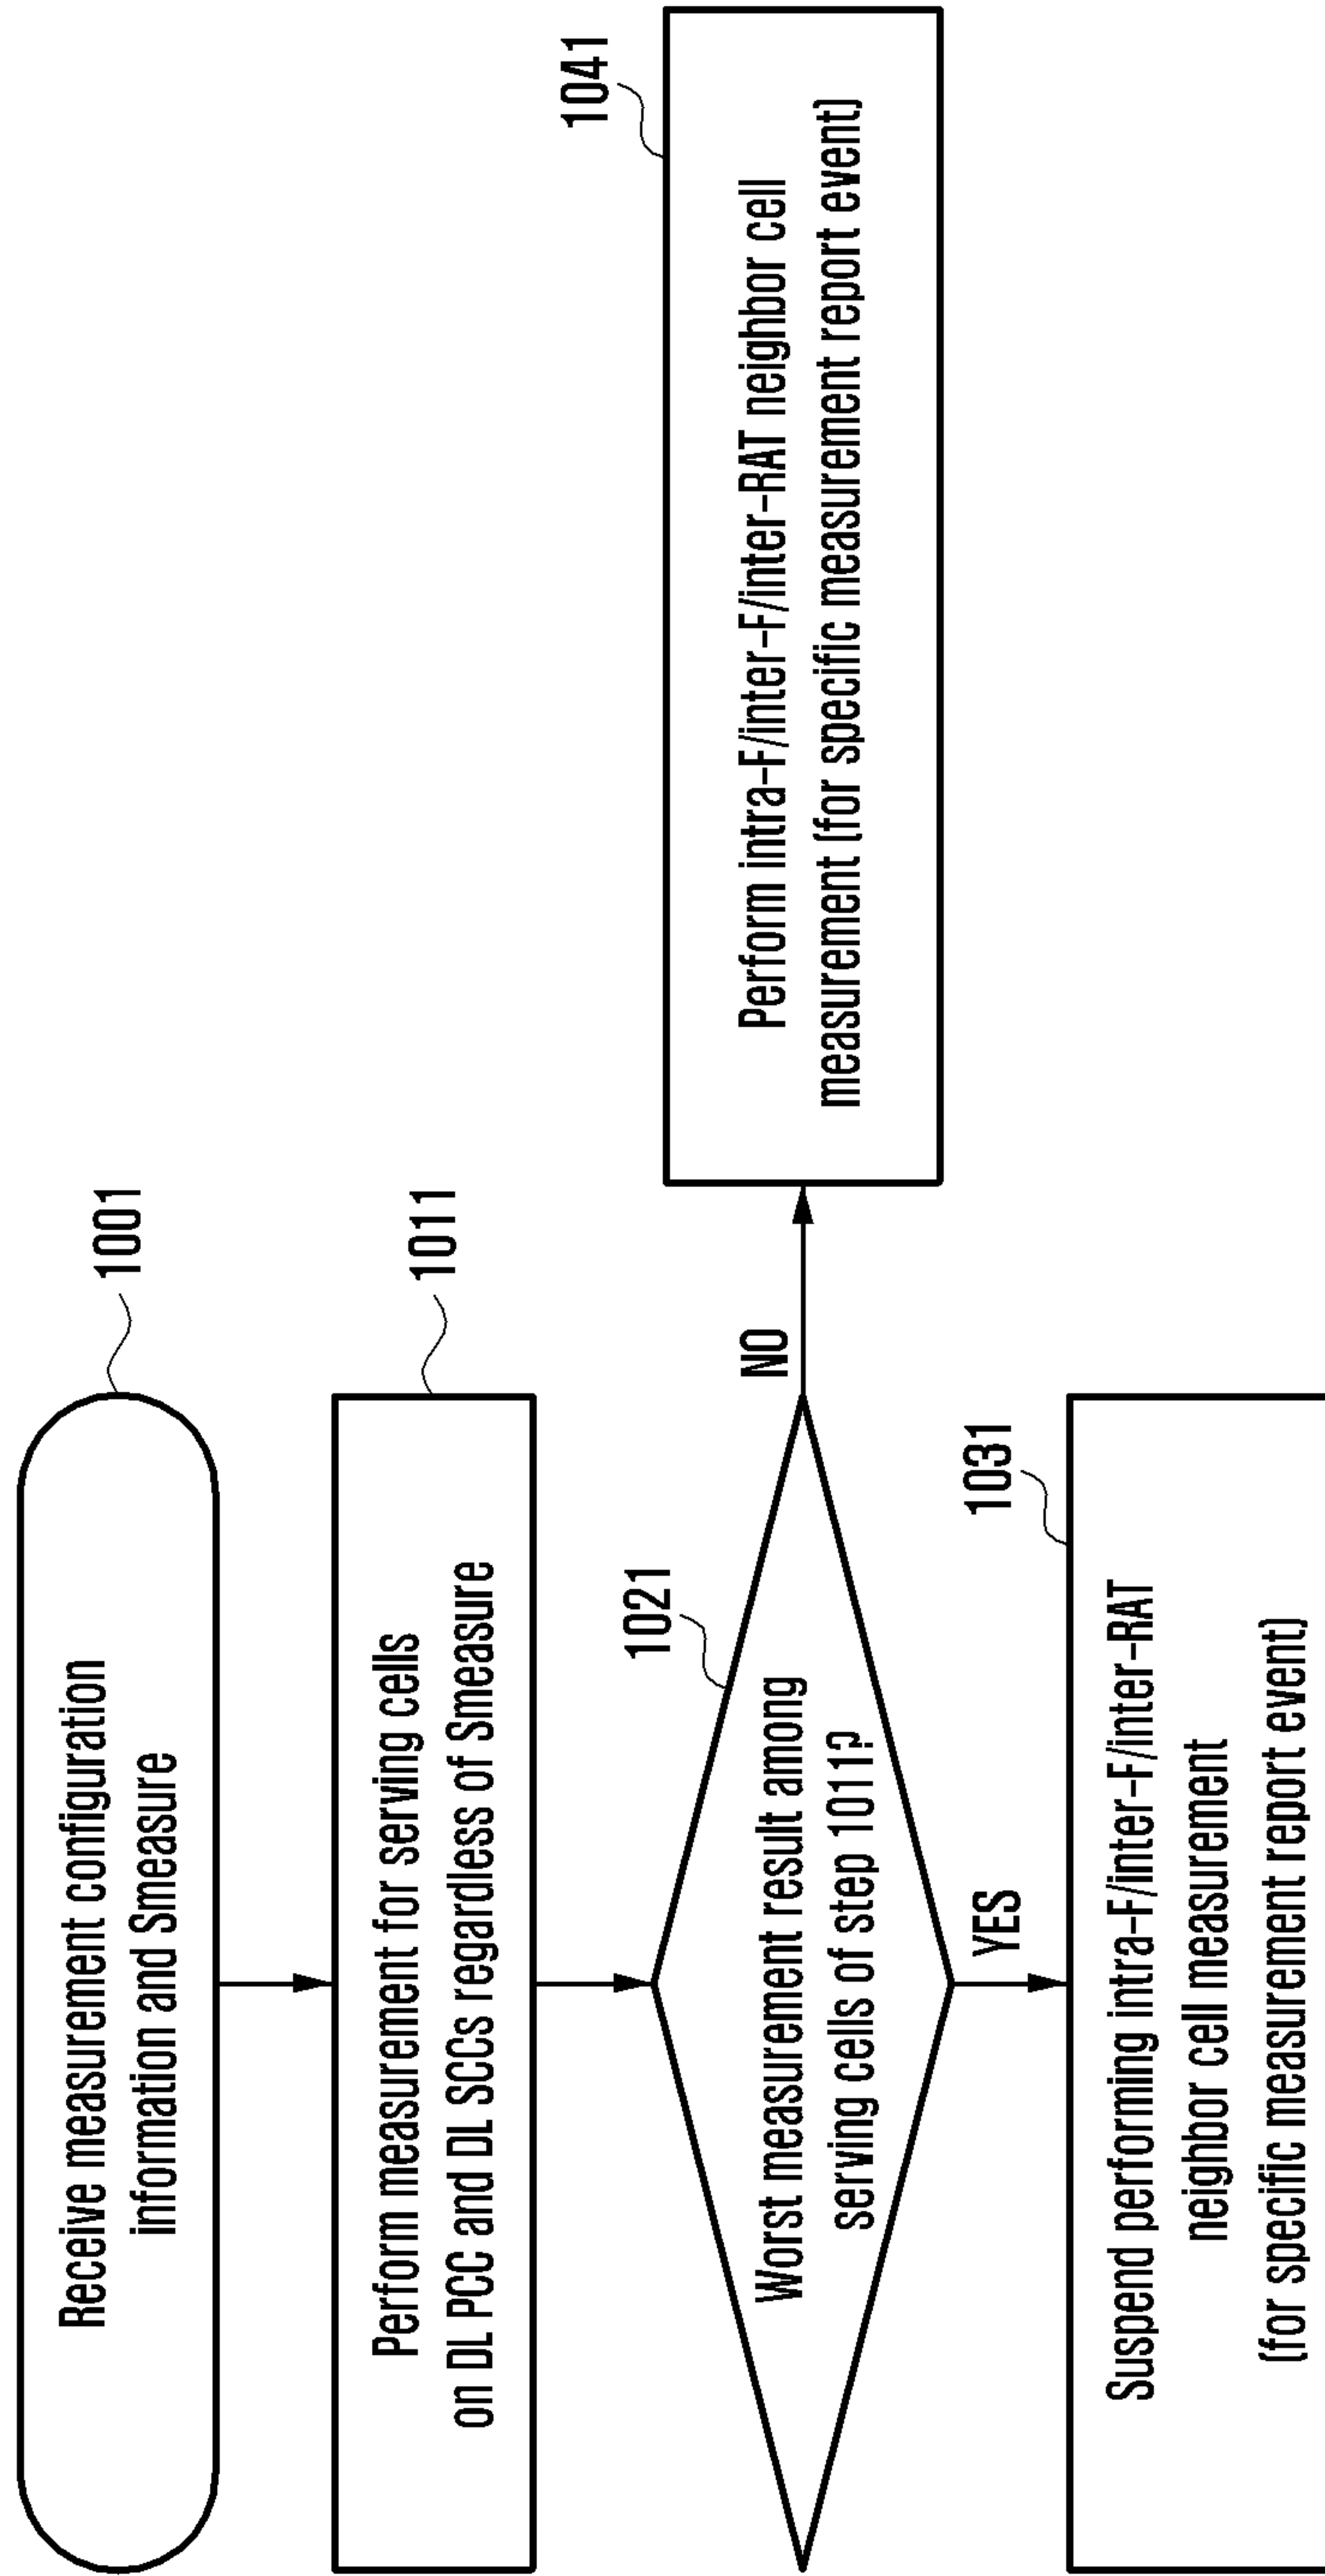 Receive measurement configuration
information and Smeasure
1001
Perform measurement for serving cells
on DL PCC and DL SCCs regardless of Smeasure
1011
Worst measurement result among
serving cells of step 1011?
1021
NO
YES
Perform intra-F/inter-F/inter-RAT neighbor cell
measurement (for specific measurement report event)
1041
Suspend performing intra-F/inter-F/inter-RAT
neighbor cell measurement
(for specific measurement report event)
1031